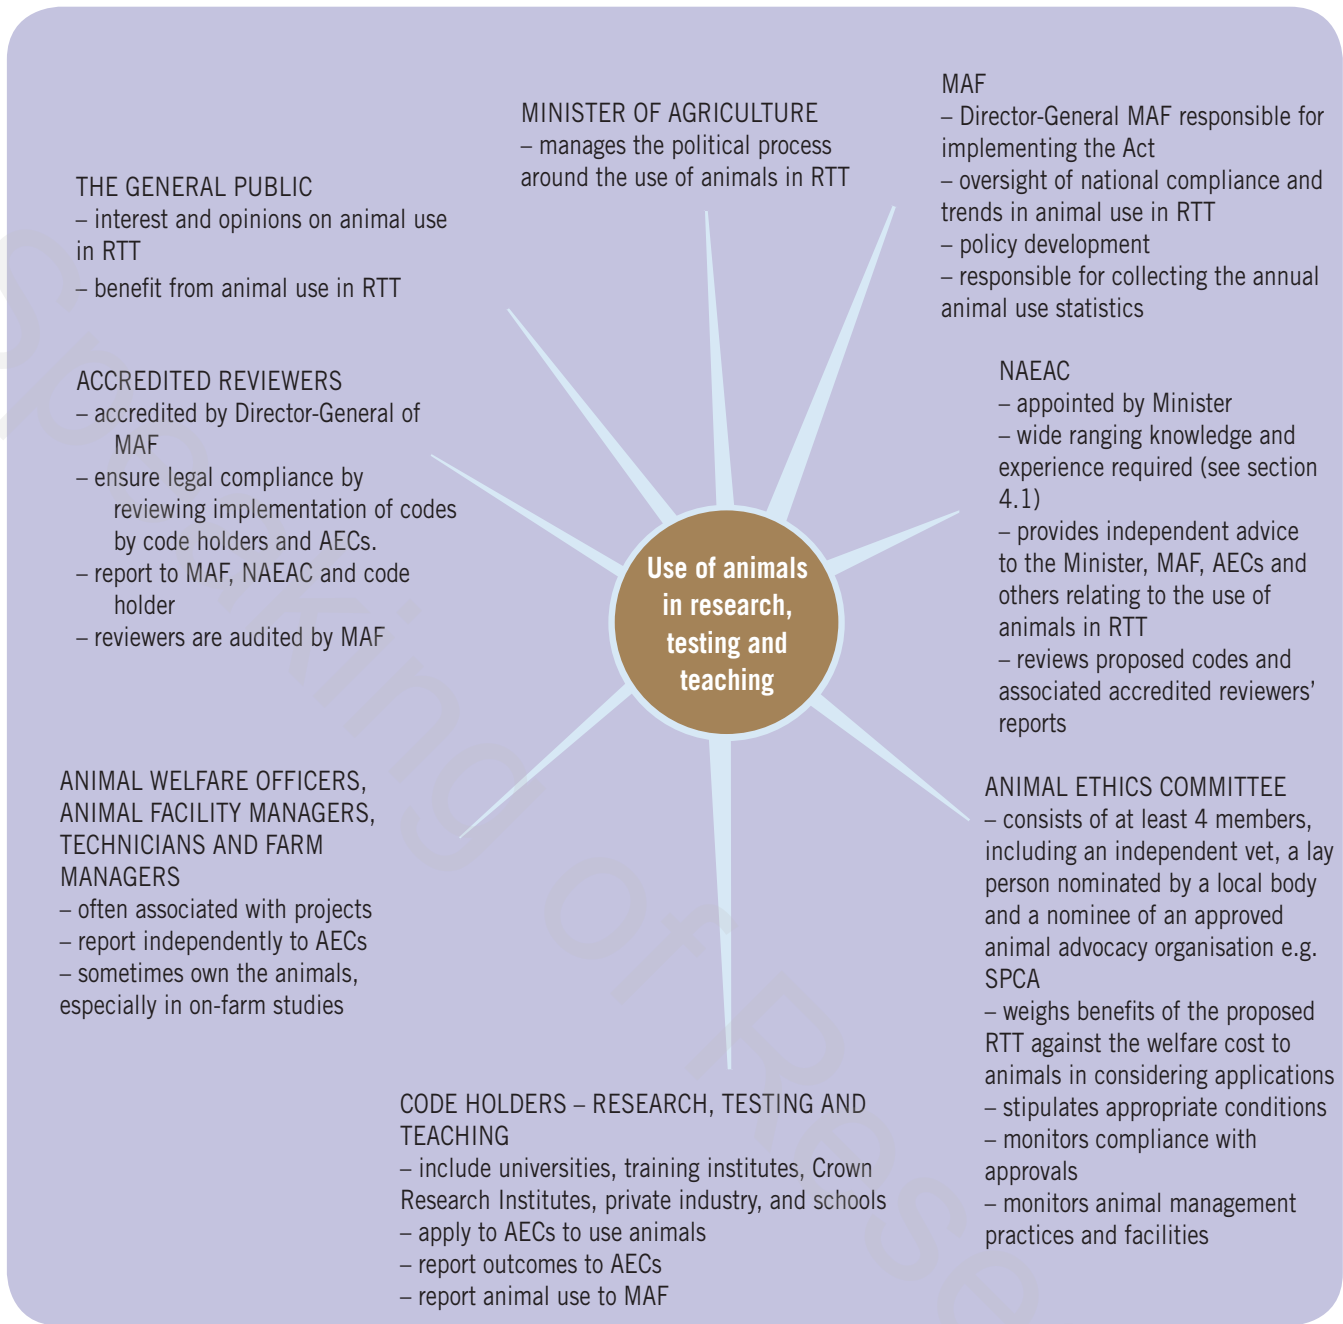 THE GENERAL PUBLIC
– interest and opinions on animal use
in RTT
– benefit from animal use in RTT
MINISTER OF AGRICULTURE
– manages the political process
around the use of animals in RTT
MAF
– Director-General MAF responsible for
implementing the Act
– oversight of national compliance and
trends in animal use in RTT
– policy development
– responsible for collecting the annual
animal use statistics
ACCREDITED REVIEWERS
– accredited by Director-General of
MAF
– ensure legal compliance by
reviewing implementation of codes
by code holders and AECs.
– report to MAF, NAEAC and code
holder
– reviewers are audited by MAF
Use of animals
in research,
testing and
teaching
NAEAC
– appointed by Minister
– wide ranging knowledge and
experience required (see section
4.1)
– provides independent advice
to the Minister, MAF, AECs and
others relating to the use of
animals in RTT
– reviews proposed codes and
associated accredited reviewers’
reports
ANIMAL WELFARE OFFICERS,
ANIMAL FACILITY MANAGERS,
TECHNICIANS AND FARM
MANAGERS
– often associated with projects
– report independently to AECs
– sometimes own the animals,
especially in on-farm studies
ANIMAL ETHICS COMMITTEE
– consists of at least 4 members,
including an independent vet, a lay
person nominated by a local body
and a nominee of an approved
animal advocacy organisation e.g.
SPCA
– weighs benefits of the proposed
RTT against the welfare cost to
animals in considering applications
– stipulates appropriate conditions
– monitors compliance with
approvals
– monitors animal management
practices and facilities
CODE HOLDERS – RESEARCH, TESTING AND
TEACHING
– include universities, training institutes, Crown
Research Institutes, private industry, and schools
– apply to AECs to use animals
– report outcomes to AECs
– report animal use to MAF